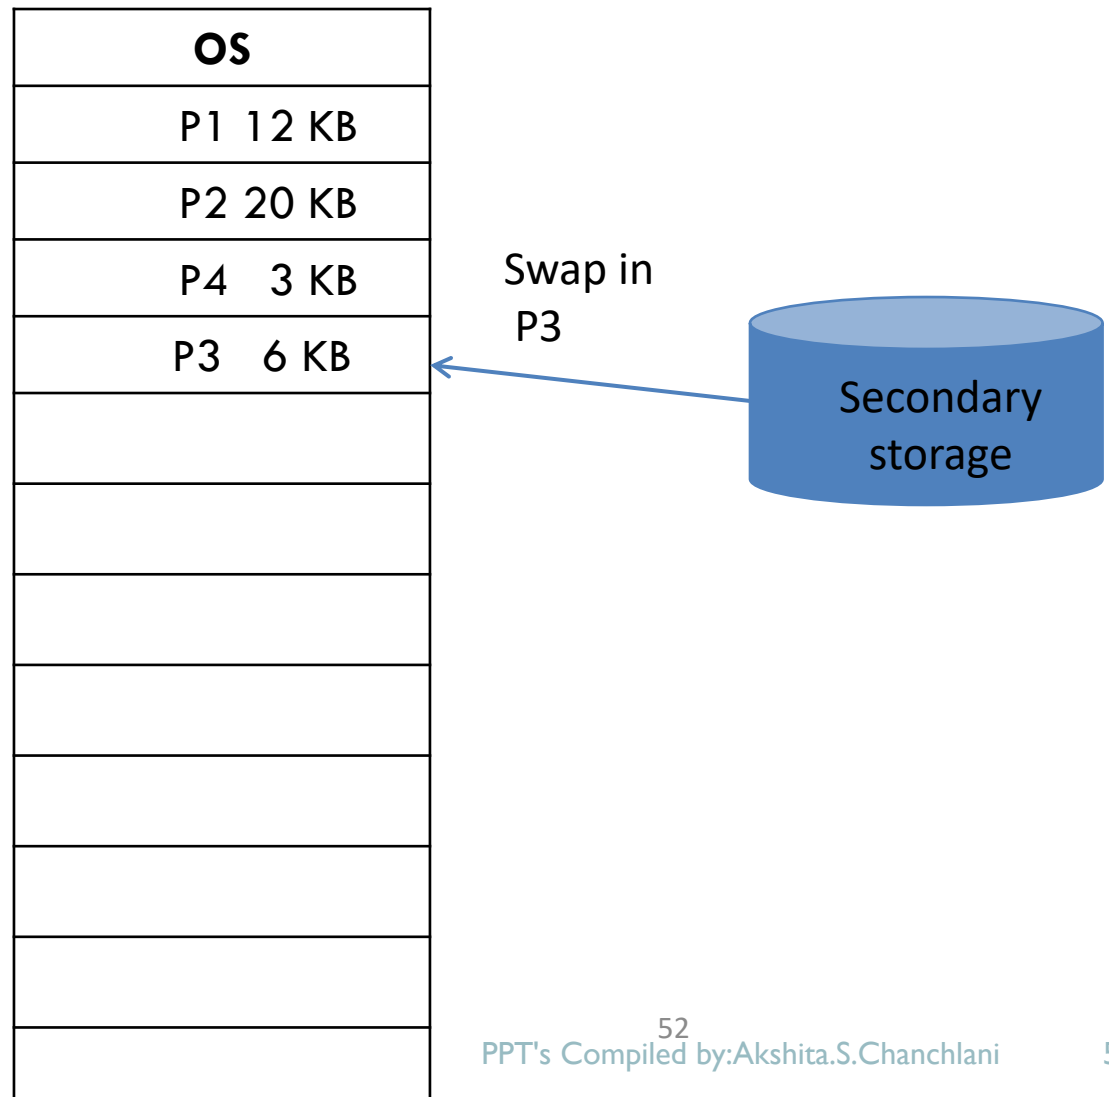 OS
P1 12 KB
P2 20 KB
P4 3 KB
P3 6 KB
Swap in
P3
Secondary
storage
52
PPT's Compiled by:Akshita.S.Chanchlani